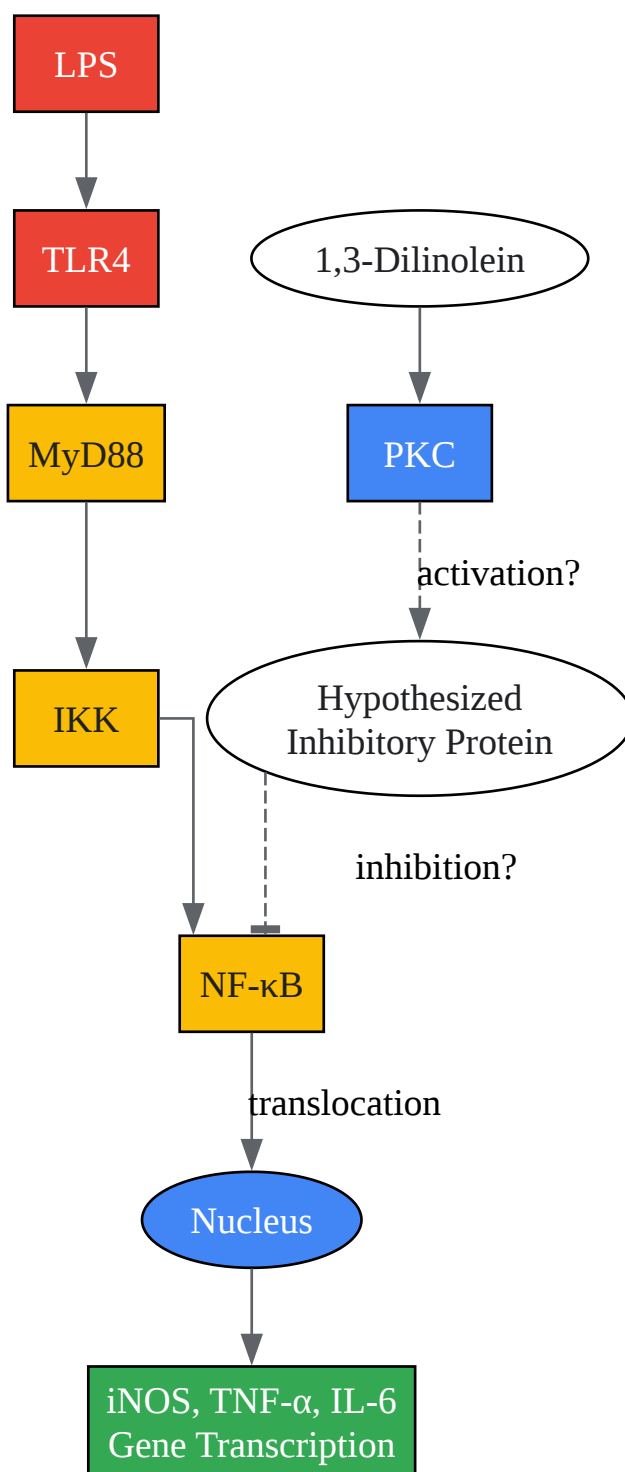 LPS
TLR4
1,3-Dilinolein
MyD88
PKC
activation?
IKK
Hypothesized
Inhibitory Protein
inhibition?
NF-κB
translocation
Nucleus
iNOS, TNF-α, IL-6
Gene Transcription